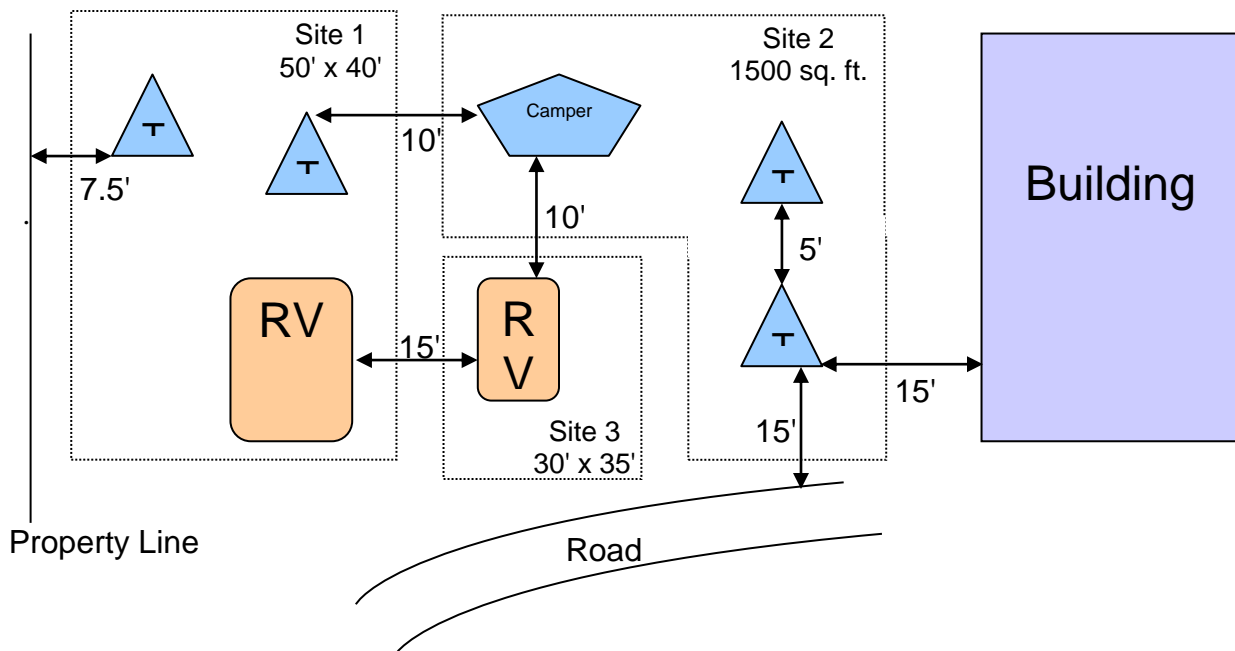 Site 1
50' x 40'
Site 2
1500 sq. ft.
Camper
T
T
T
10'
7.5'
Building
10'
5'
RV
R
V
T
15'
15'
15'
Site 3
30' x 35'
Property Line
Road